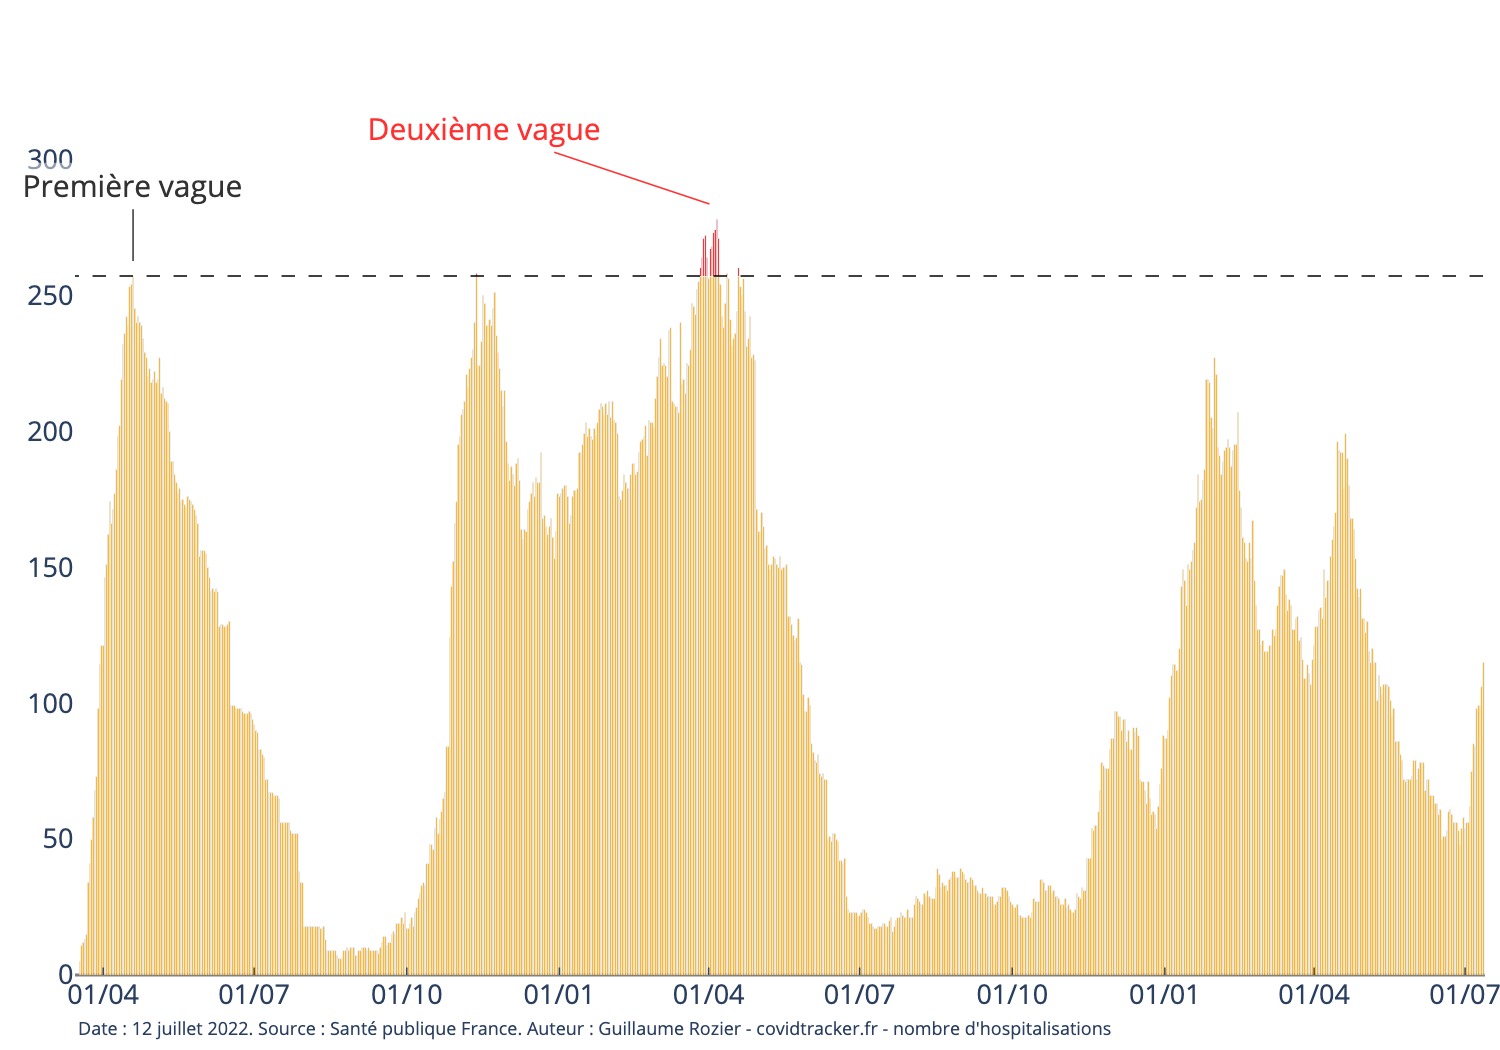 Deuxième vague
300
Première vague
250
200
150
100
50
0
01/04 01/07 01/10 01/01 01/04 01/07 01/10 01/01 01/04 01/07
Date : 12 juillet 2022. Source : Santé publique France. Auteur : Guillaume Rozier - covidtracker.fr - nombre d'hospitalisations